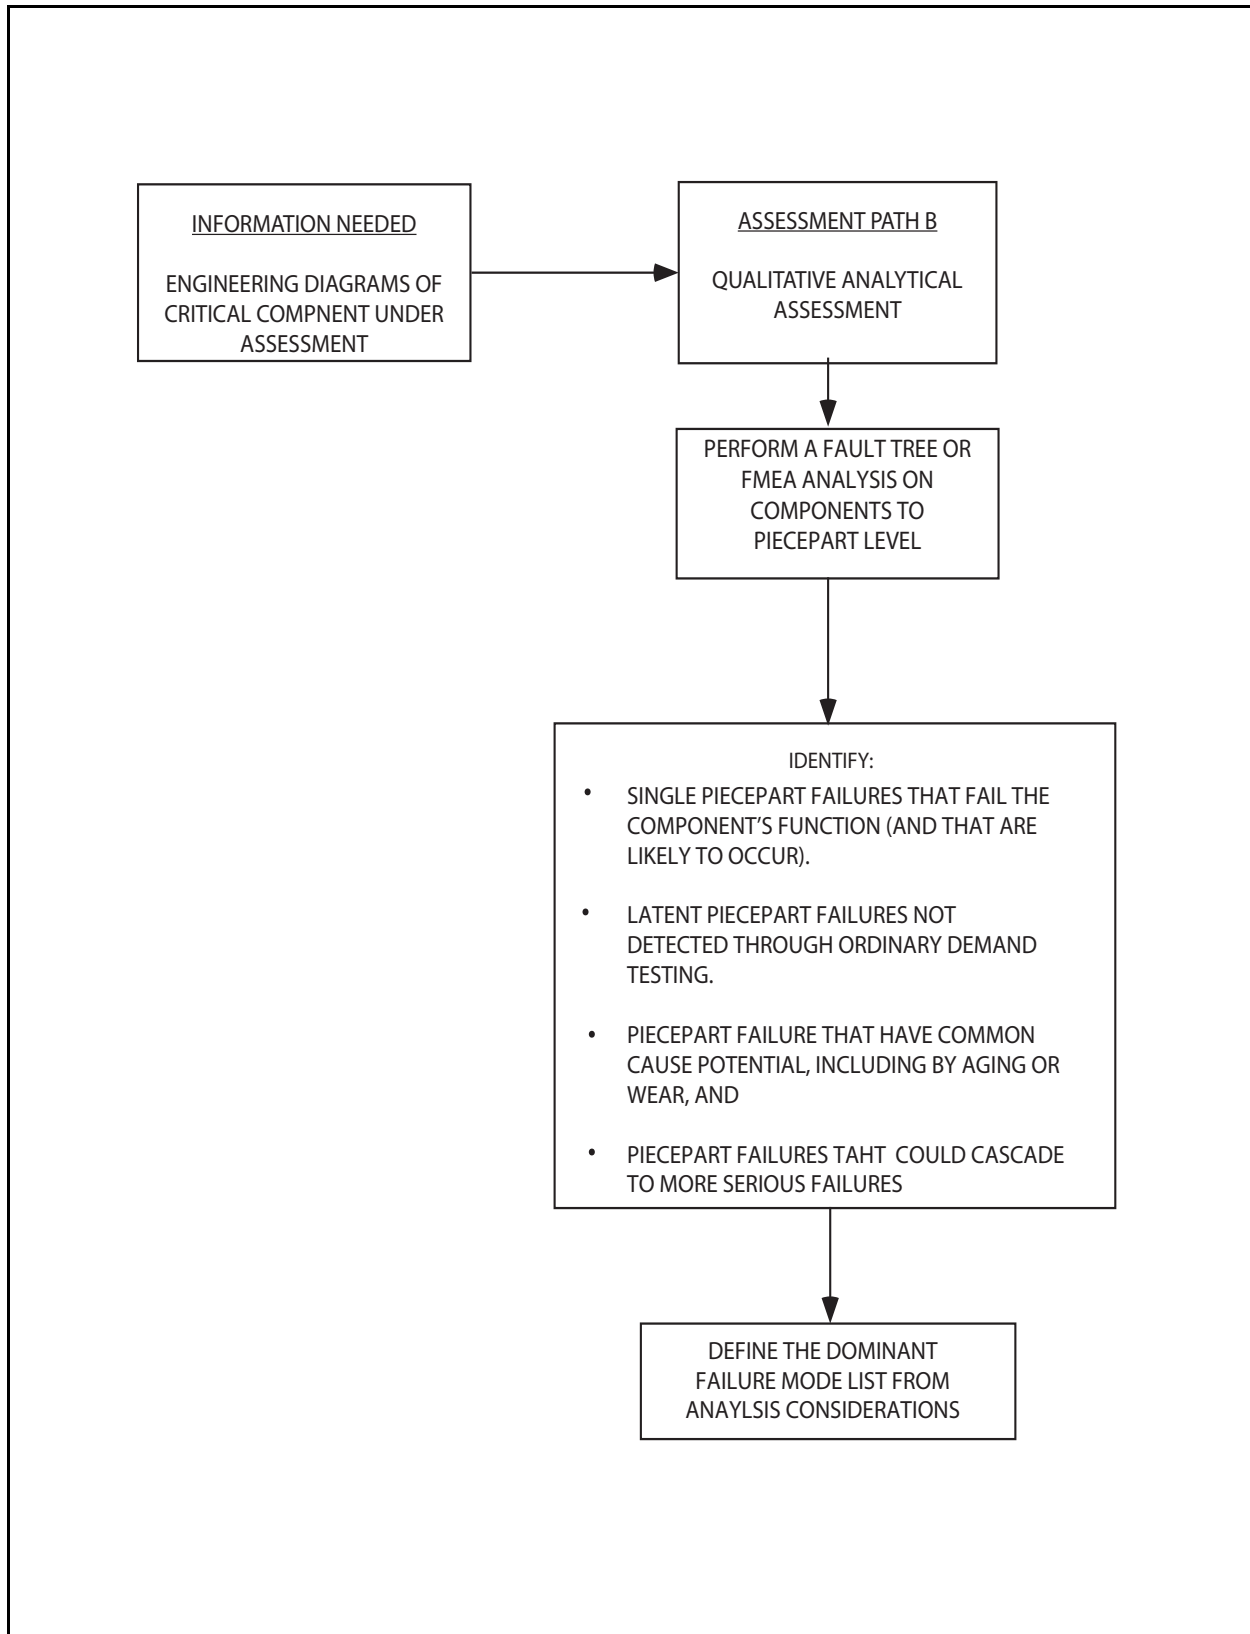 INFORMATION NEEDED
ENGINEERING DIAGRAMS OF
CRITICAL COMPNENT UNDER
ASSESSMENT
ASSESSMENT PATH B
QUALITATIVE ANALYTICAL
ASSESSMENT
PERFORM A FAULT TREE OR
FMEA ANALYSIS ON
COMPONENTS TO
PIECEPART LEVEL
IDENTIFY:
• SINGLE PIECEPART FAILURES THAT FAIL THE
COMPONENT'S FUNCTION (AND THAT ARE
LIKELY TO OCCUR).
• LATENT PIECEPART FAILURES NOT
DETECTED THROUGH ORDINARY DEMAND
TESTING.
• PIECEPART FAILURE THAT HAVE COMMON
CAUSE POTENTIAL, INCLUDING BY AGING OR
WEAR, AND
• PIECEPART FAILURES TAHT COULD CASCADE
TO MORE SERIOUS FAILURES
DEFINE THE DOMINANT
FAILURE MODE LIST FROM
ANAYLSIS CONSIDERATIONS